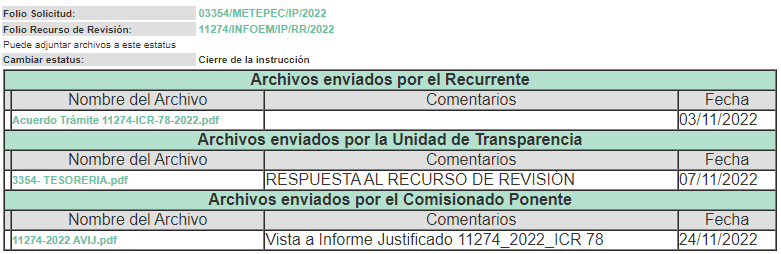 Folio Solicitud: 03354/METEPEC/IP/2022
Folio Recurso de Revisión: 11274/INFOEM/IP/RR/2022
Puede adjuntar archivos a este estatus
Cambiar estatus: Cierre de la instrucción
Archivos enviados por el Recurrente
Nombre del Archivo Comentarios Fecha
Acuerdo Trámite 11274-ICR-78-2022.pdf 03/11/2022
Archivos enviados por la Unidad de Transparencia
Nombre del Archivo Comentarios Fecha
3354- TESORERIA.pdf RESPUESTA AL RECURSO DE REVISIÓN 07/11/2022
Archivos enviados por el Comisionado Ponente
Nombre del Archivo Comentarios Fecha
11274-2022 AVIJ.pdf Vista a Informe Justificado 11274_2022_ICR 78 24/11/2022